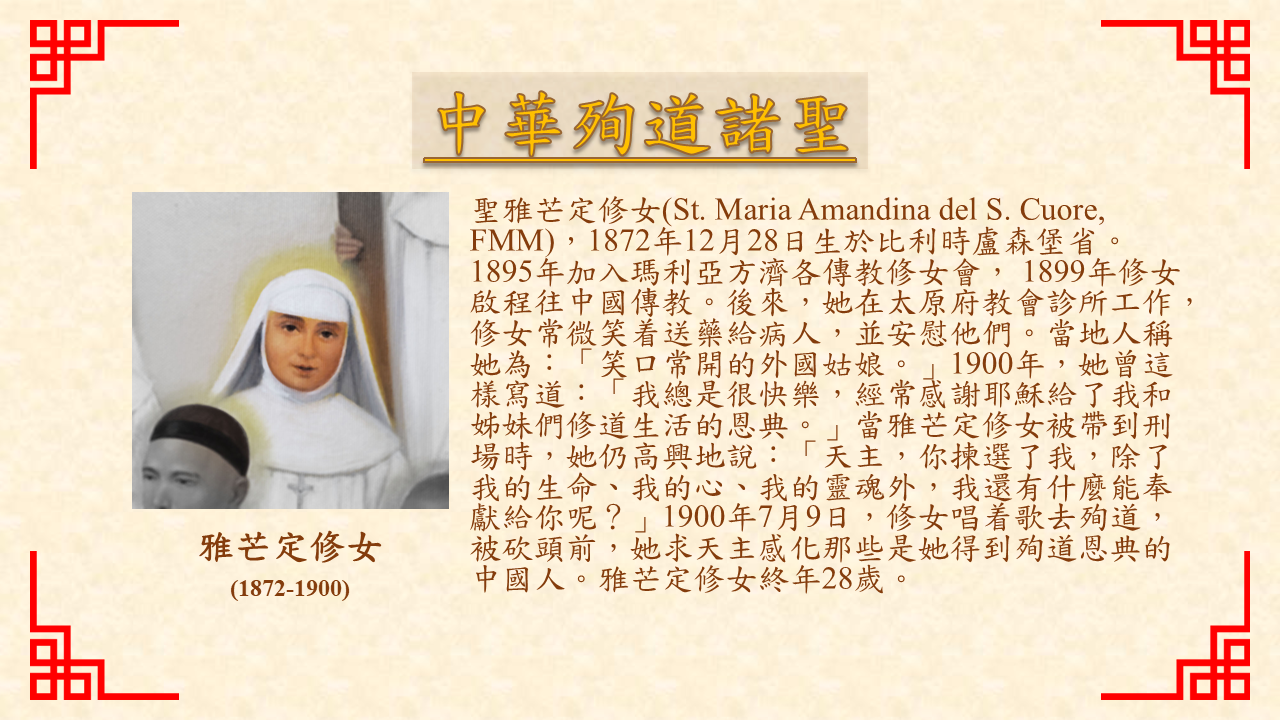 中華殉道諸聖
聖雅芒定修女(St. Maria Amandina del S. Cuore,
FMM)，1872年12月28日生於比利時盧森堡省。
1895年加入瑪利亞方濟各傳教修女會， 1899年修女
啟程往中國傳教。後來，她在太原府教會診所工作，
修女常微笑着送藥給病人，並安慰他們。當地人稱
她為：「笑口常開的外國姑娘。」1900年，她曾這
樣寫道：「我總是很快樂，經常感謝耶穌給了我和
姊妹們修道生活的恩典。」當雅芒定修女被帶到刑
場時，她仍高興地說：「天主，你揀選了我，除了
我的生命、我的心、我的靈魂外，我還有什麼能奉
獻給你呢？」1900年7月9日，修女唱着歌去殉道，
被砍頭前，她求天主感化那些是她得到殉道恩典的
中國人。雅芒定修女終年28歲。
雅芒定修女
(1872-1900)